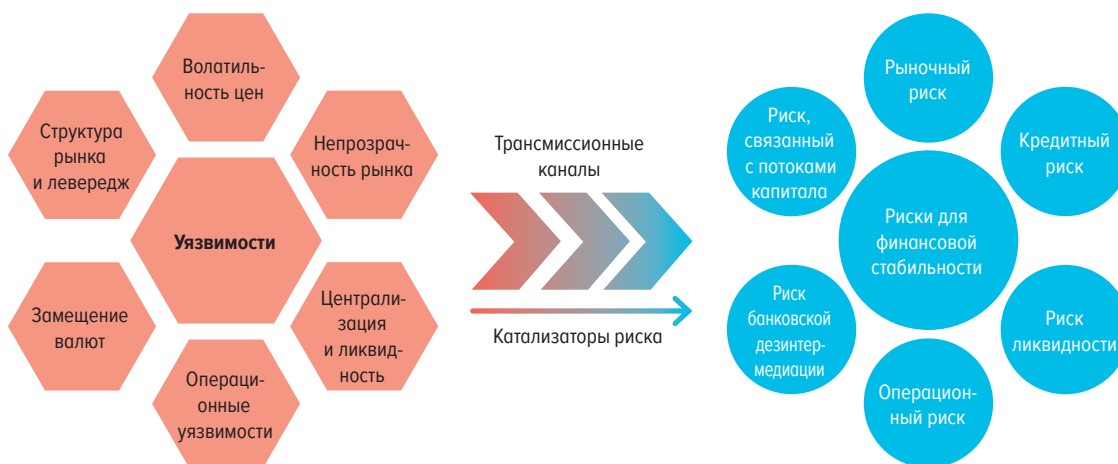 Волатиль-
ность цен
Непрозрач-
ность рынка
Структура
рынка
и левередж
Уязвимости
Замещение
валют
Централи-
зация
и ликвид-
ность
Операци-
онные
уязвимости
Трансмиссионные
каналы
Катализаторы риска
Рыночный
риск
Риск,
связанный
с потоками
капитала
Кредитный
риск
Риски для
финансовой
стабильности
Риск
банковской
дезинтер-
медиации
Риск
ликвидности
Операцион-
ный риск